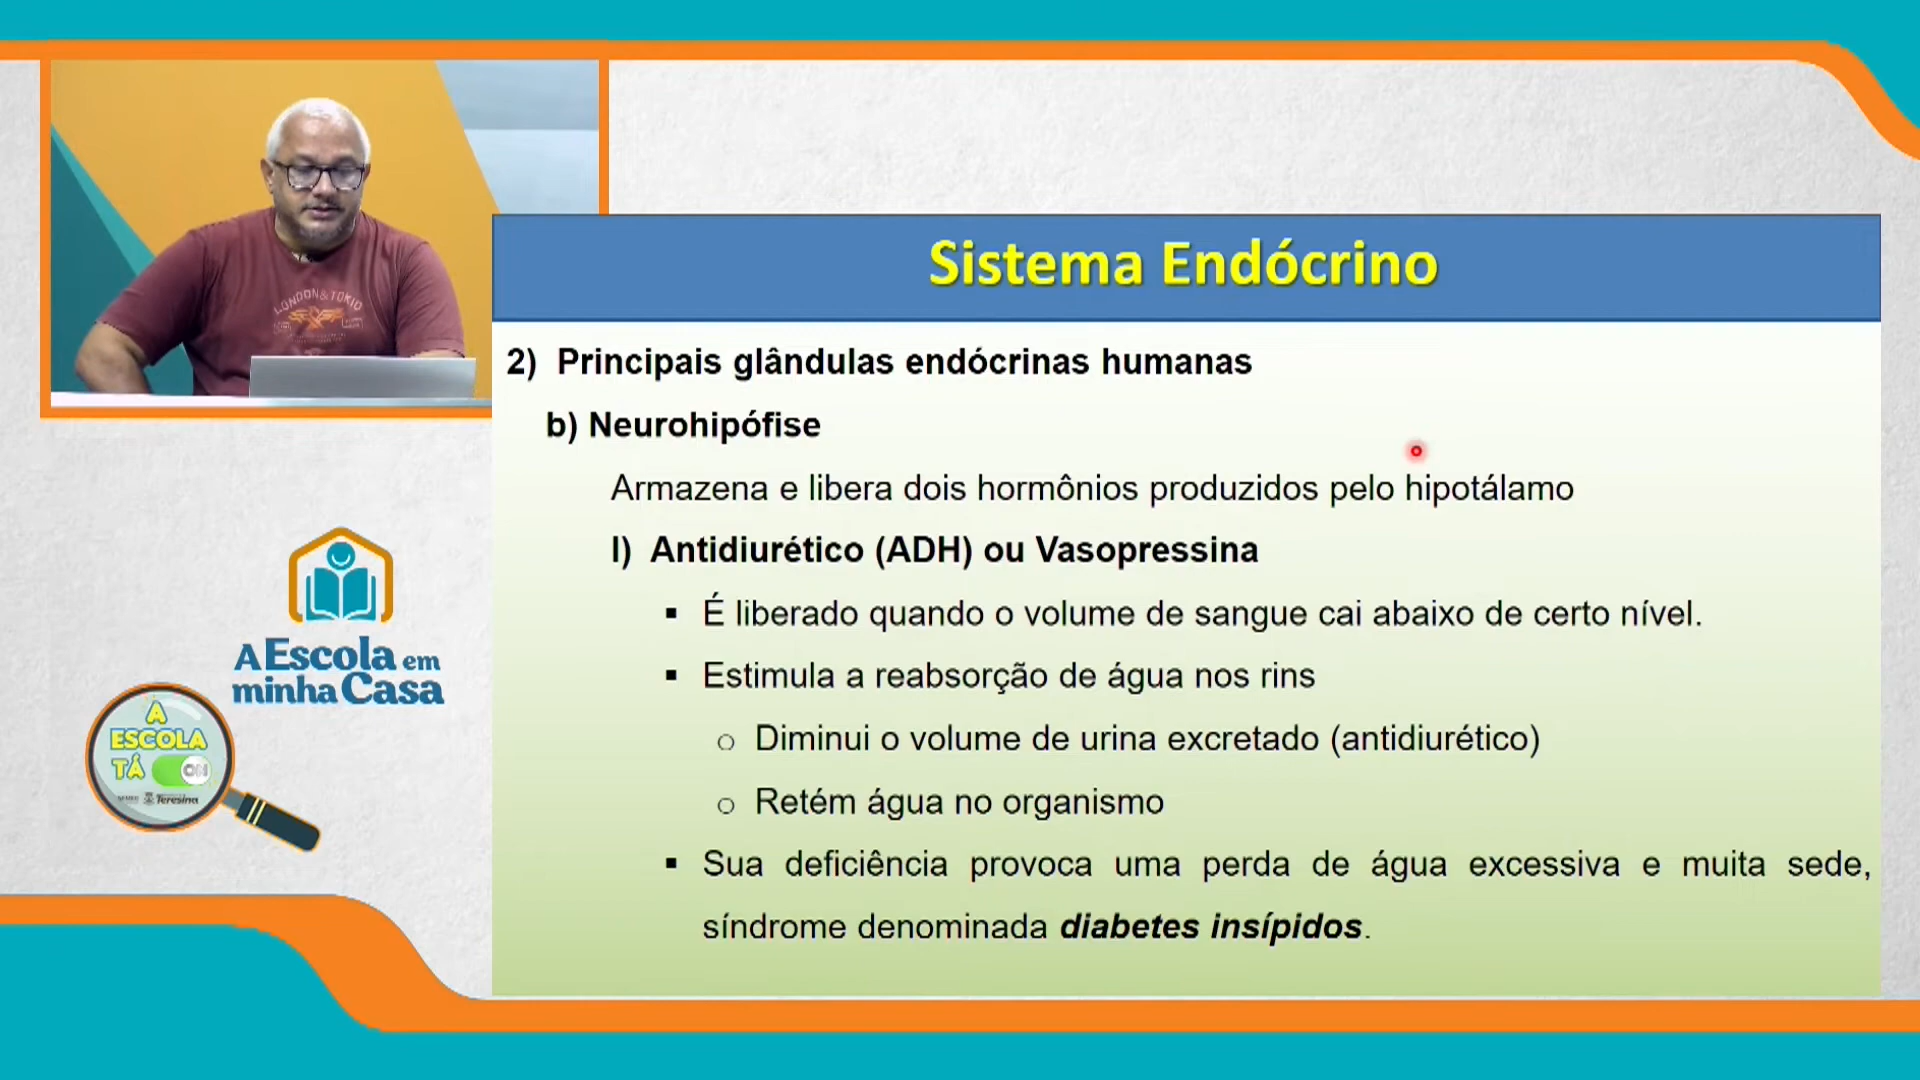 LONDON & TOKIO
Sistema Endócrino
2) Principais glândulas endócrinas humanas
b) Neurohipófise
Armazena e libera dois hormônios produzidos pelo hipotálamo
I) Antidiurético (ADH) ou Vasopressina
▪ É liberado quando o volume de sangue cai abaixo de certo nível.
▪ Estimula a reabsorção de água nos rins
o Diminui o volume de urina excretado (antidiurético)
o Retém água no organismo
▪ Sua deficiência provoca uma perda de água excessiva e muita sede,
síndrome denominada diabetes insípidos.
A Escola em
minha Casa
A
ESCOLA
TÁ ON
Teresina